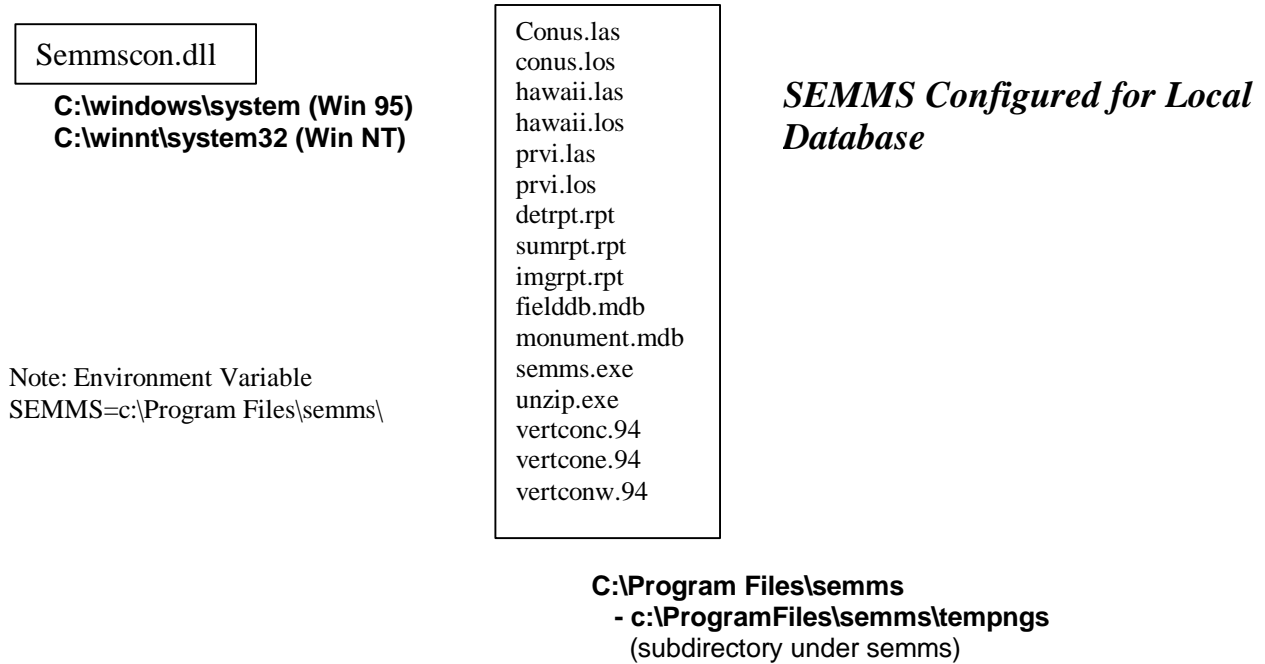 Semmscon.dll
C:\windows\system (Win 95)
C:\winnt\system32 (Win NT)
Note: Environment Variable
SEMMS=c:\Program Files\semms\
Conus.las
conus.los
hawaii.las
hawaii.los
prvi.las
prvi.los
detrpt.rpt
sumrpt.rpt
imgrpt.rpt
fielddb.mdb
monument.mdb
semms.exe
unzip.exe
vertconc.94
vertcone.94
vertconw.94
C:\Program Files\semms
- c:\ProgramFiles\semms\tempngs
(subdirectory under semms)
SEMMS Configured for Local
Database